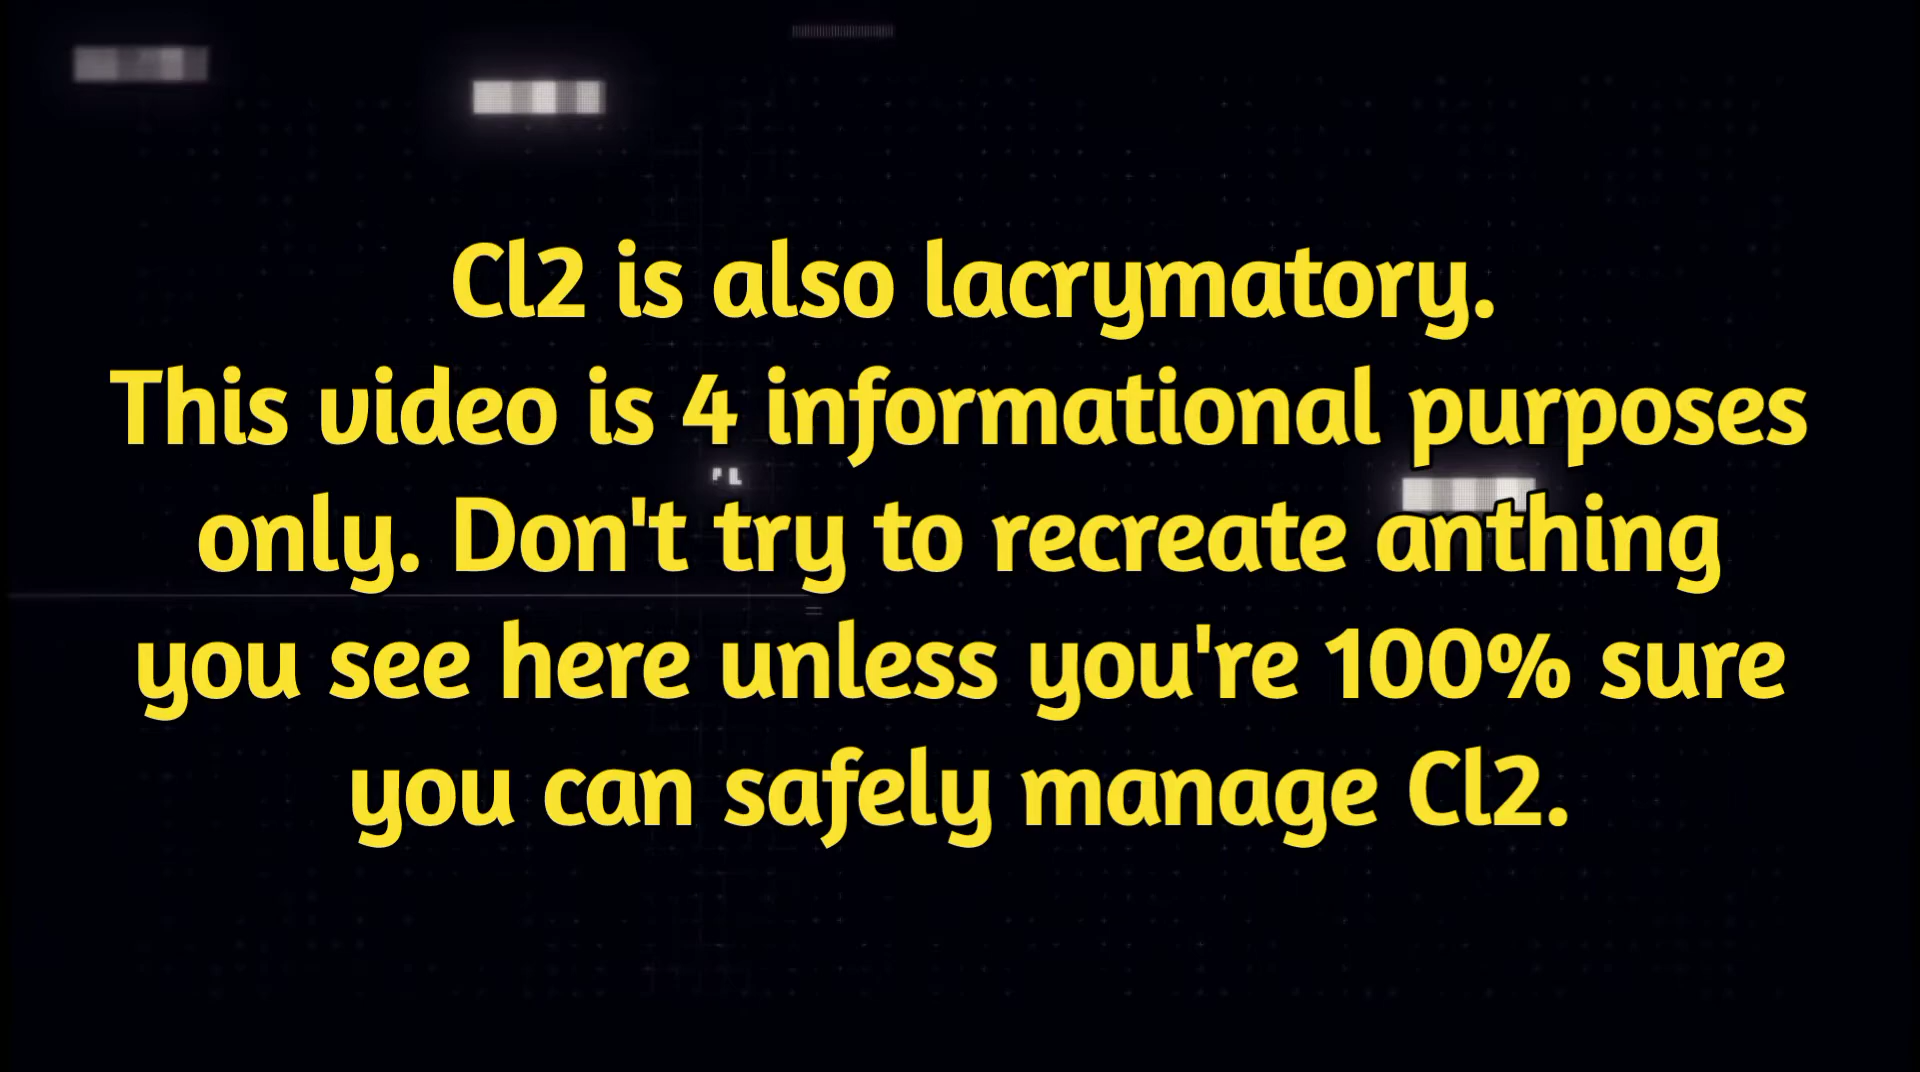 Cl2 is also lacrymatory.
This video is 4 informational purposes
only. Don't try to recreate anthing
you see here unless you're 100% sure
you can safely manage Cl2.